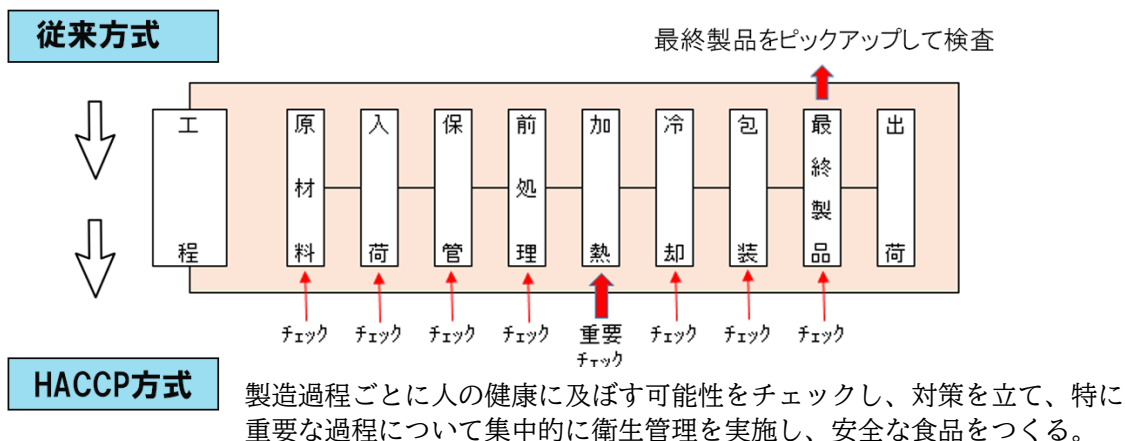 従来方式
最終製品をピックアップして検査
工程
原材料
入荷
保管
前処理
加熱
冷却
包装
最終製品
出荷
ﾁｪｯｸ
ﾁｪｯｸ
ﾁｪｯｸ
ﾁｪｯｸ
重要
ﾁｪｯｸ
ﾁｪｯｸ
ﾁｪｯｸ
ﾁｪｯｸ
HACCP方式
製造過程ごとに人の健康に及ぼす可能性をチェックし、対策を立て、特に
重要な過程について集中的に衛生管理を実施し、安全な食品をつくる。